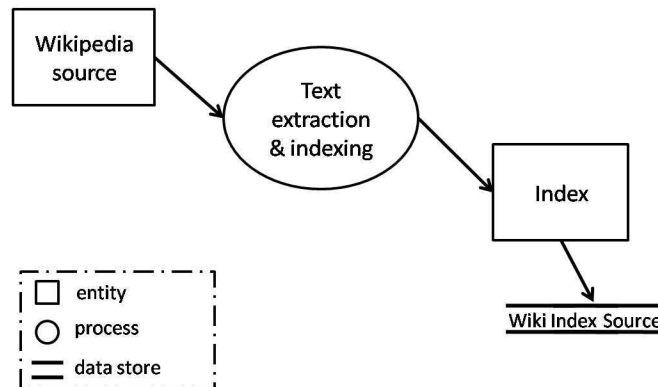 Wikipedia
source
Text
extraction
& indexing
Index
Wiki Index Source
entity
process
data store